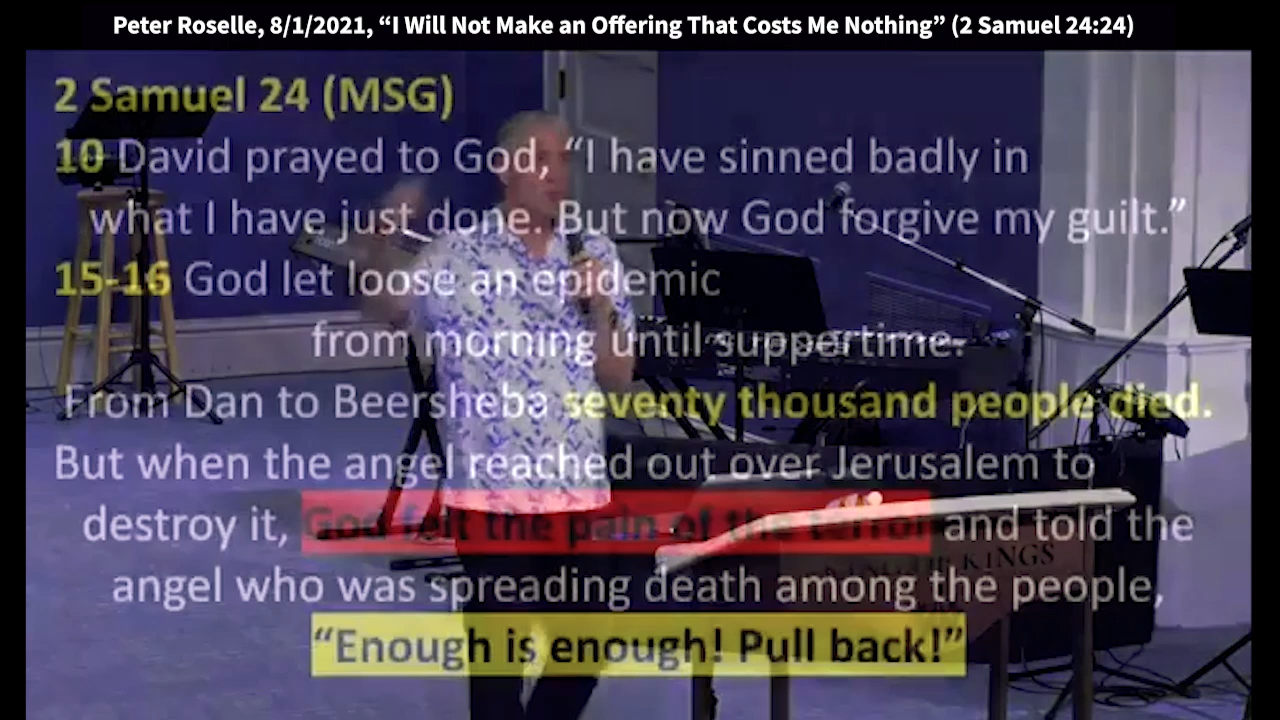 Peter Roselle, 8/1/2021, “I Will Not Make an Offering That Costs Me Nothing” (2 Samuel 24:24)
2 Samuel 24 (MSG)
10 David prayed to God, “I have sinned badly in
what I have just done. But now God forgive my guilt.”
15-16 God let loose an epidemic
from morning until suppertime.
From Dan to Beersheba seventy thousand people died.
But when the angel reached out over Jerusalem to
destroy it, God felt the pain of the terror and told the
angel who was spreading death among the people,
“Enough is enough! Pull back!”
KINGS